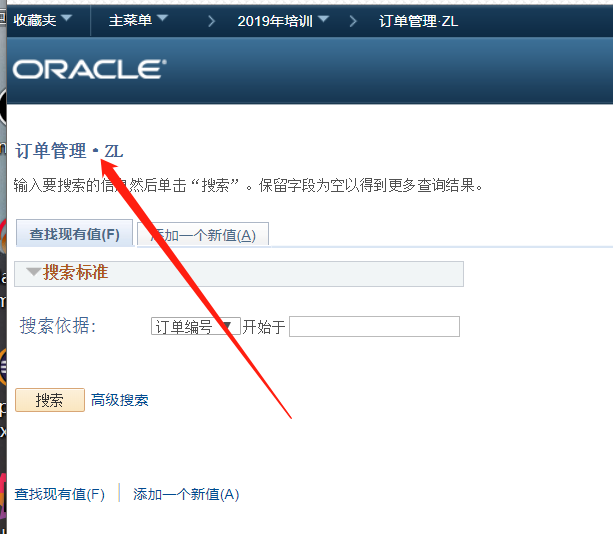 收藏夹 主菜单 > 2019年培训 > 订单管理·ZL
ORACLE®
订单管理·ZL
输入要搜索的信息然后单击“搜索”。保留字段为空以得到更多查询结果。
查找现有值(F) 添加一个新值(A)
搜索标准
搜索依据: 订单编号 开始于
搜索 高级搜索
查找现有值(F) | 添加一个新值(A)